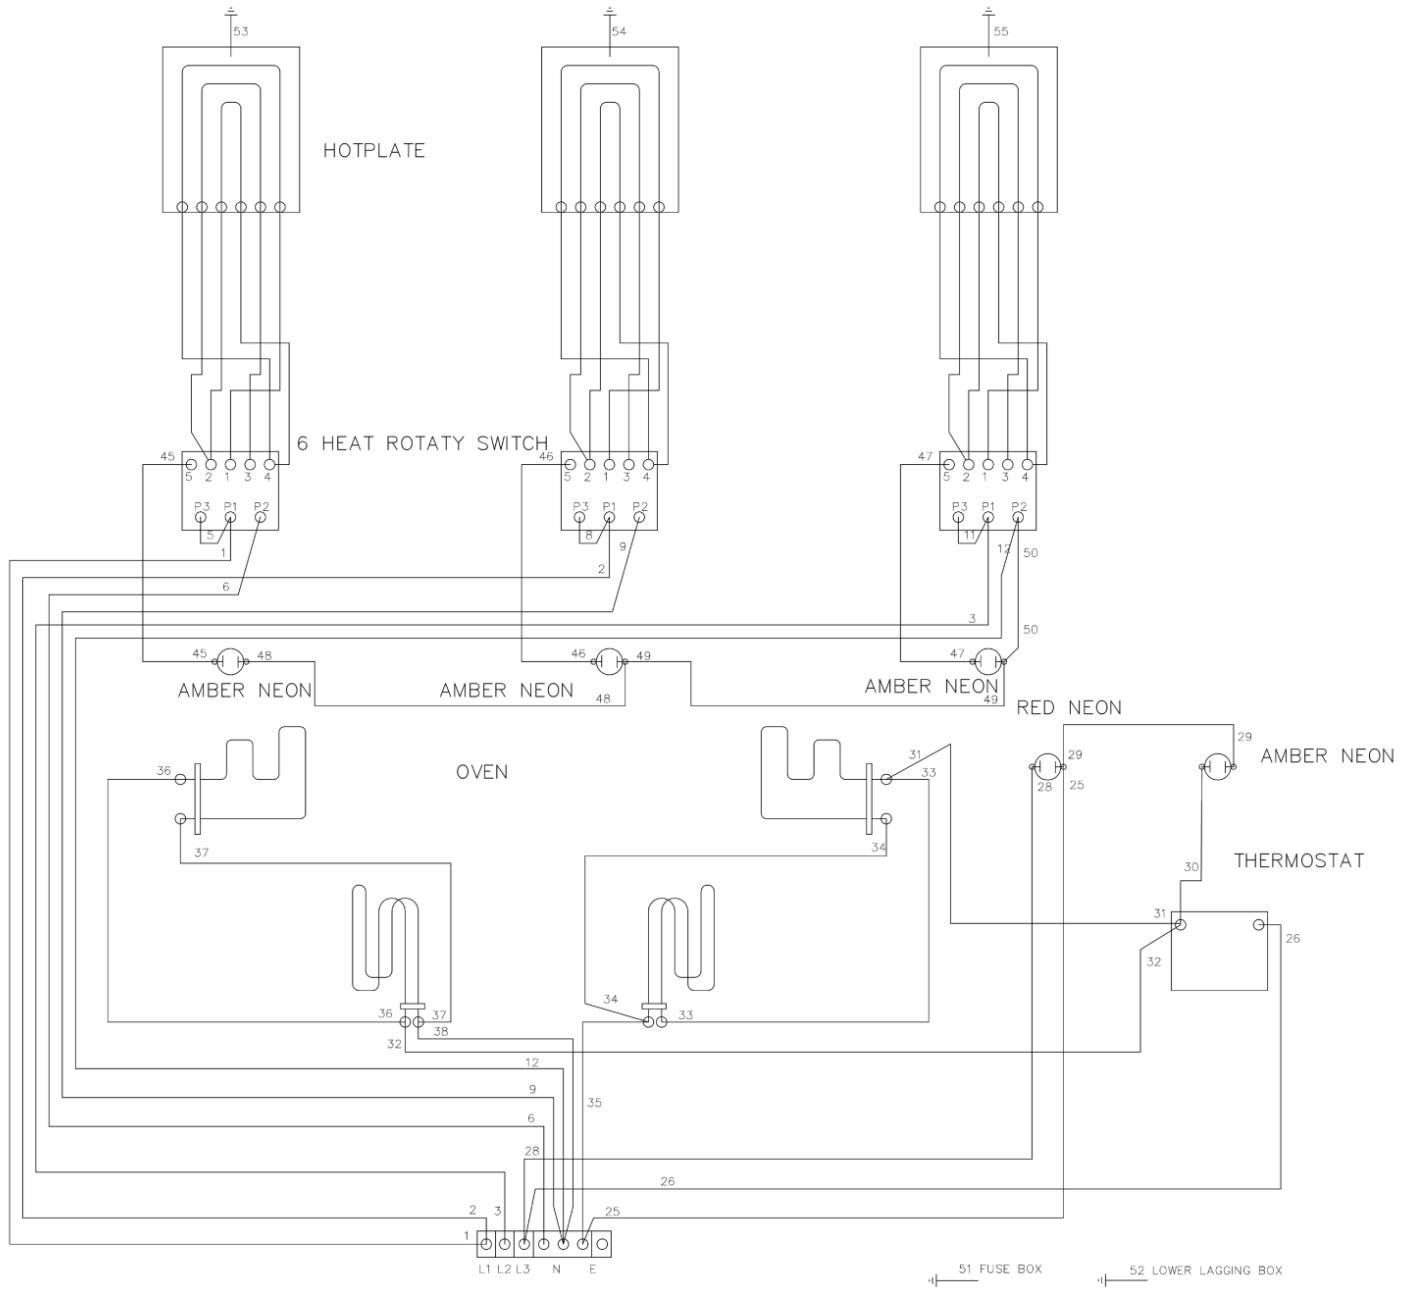 53 54 55
HOTPLATE
6 HEAT ROTATY SWITCH
45 46 47
5 2 1 3 4 5 2 1 3 4 5 2 1 3 4
P3 P1 P2 P3 P1 P2 P3 P1 P2
5 8 11
1 9 12 50
2
6
3 50
45 48 46 49 47
AMBER NEON AMBER NEON AMBER NEON
48 49
RED NEON
29
31 29 AMBER NEON
36 OVEN 33 28 25
37 34 THERMOSTAT
30
31
26
32
34
36 37 33
38
32
12
9 35
6
28
26
2 3 25
1
L1 L2 L3 N E
51 FUSE BOX 52 LOWER LAGGING BOX